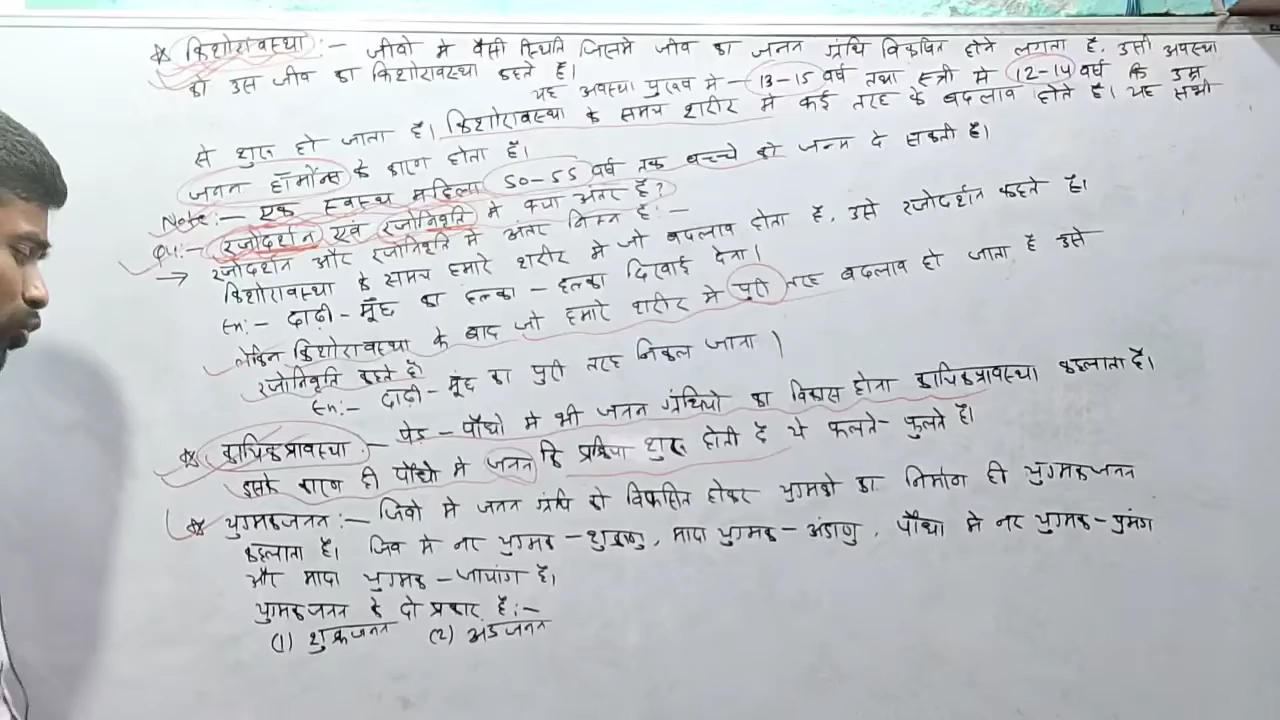 * किशोरावस्था :- जीवो मे वैसी स्थिति जिसमे जीव का जनन ग्रंथि विकषित होने लगता है. उसी अवस्था
को उस जीव का किशोरावस्था कहते है।
यह अवस्था पुरुष मे - 13-15 वर्ष तथा स्त्री मे 12-14 वर्ष कि उम्र
से शुरू हो जाता है। किशोरावस्था के समय शरीर मे कई तरह के बदलाव होते है। यह सभी
जनन हॉर्मोन्स के कारण होता है।
Note:- एक स्वस्थ महिला 50-55 वर्ष तक बच्चे को जन्म दे सकती है।
Qu:- रजोदर्शन एवं रजोनिवृति मे क्या अंतर है?
→ रजोदर्शन और रजोनिवृति मे अंतर निम्न है:-
किशोरावस्था के समय हमारे शरीर मे जो बदलाव होता है, उसे रजोदर्शन कहते है।
En:- दाढ़ी-मूँछ का हल्का-हल्का दिखाई देना।
लेकिन किशोरावस्था के बाद जो हमारे शरीर मे पुरी तरह बदलाव हो जाता है उसे
रजोनिवृति कहते है
En:- दाढ़ी-मूंछ का पुरी तरह निकल जाना।
* कायिकप्रावस्था - पेड़-पौधो मे भी जनन ग्रंथियो का विकास होना कायिकप्रावस्था कहलाता है।
इसके कारण ही पौधो मे जनन कि प्रक्रिया शुरू होती है ये फलते-फुलते है।
* युग्मकजनन:- जिवो मे जनन ग्रंथि को विकसित होकर युग्मको का निर्माण ही युग्मकजनन
कहलाता है। जिव मे नर युग्मक - शुक्राणु, मादा युग्मक - अंडाणु, पौधा मे नर युग्मक - पुमंग
और मादा युग्मक - जायांग है।
युग्मकजनन के दो प्रकार है:-
(1) शुक्रजनन (2) अंडजनन